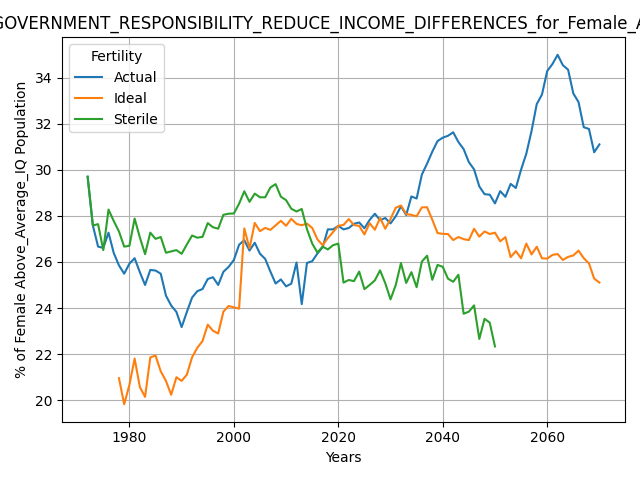 GOVERNMENT_RESPONSIBILITY_REDUCE_INCOME_DIFFERENCES_for_Female_A
Fertility
Actual
Ideal
Sterile
% of Female Above_Average_IQ Population
34
32
30
28
26
24
22
20
1980 2000 2020 2040 2060
Years